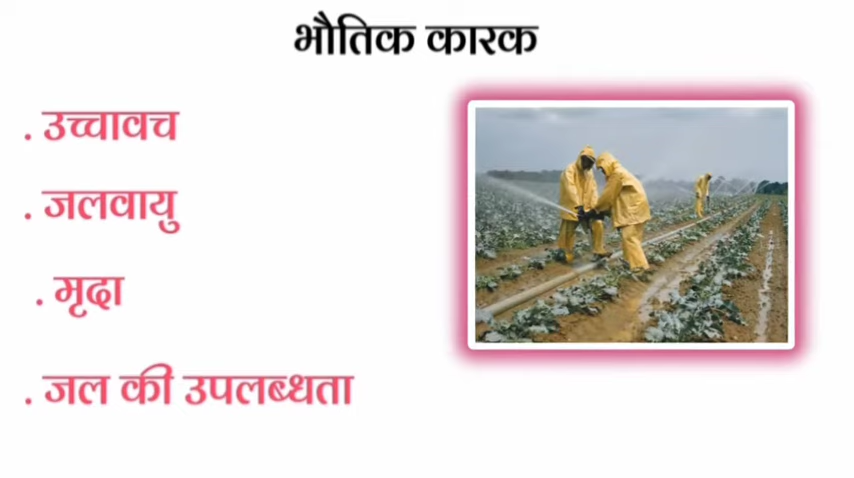 भौतिक कारक
. उच्चावच
. जलवायु
. मृदा
. जल की उपलब्धता